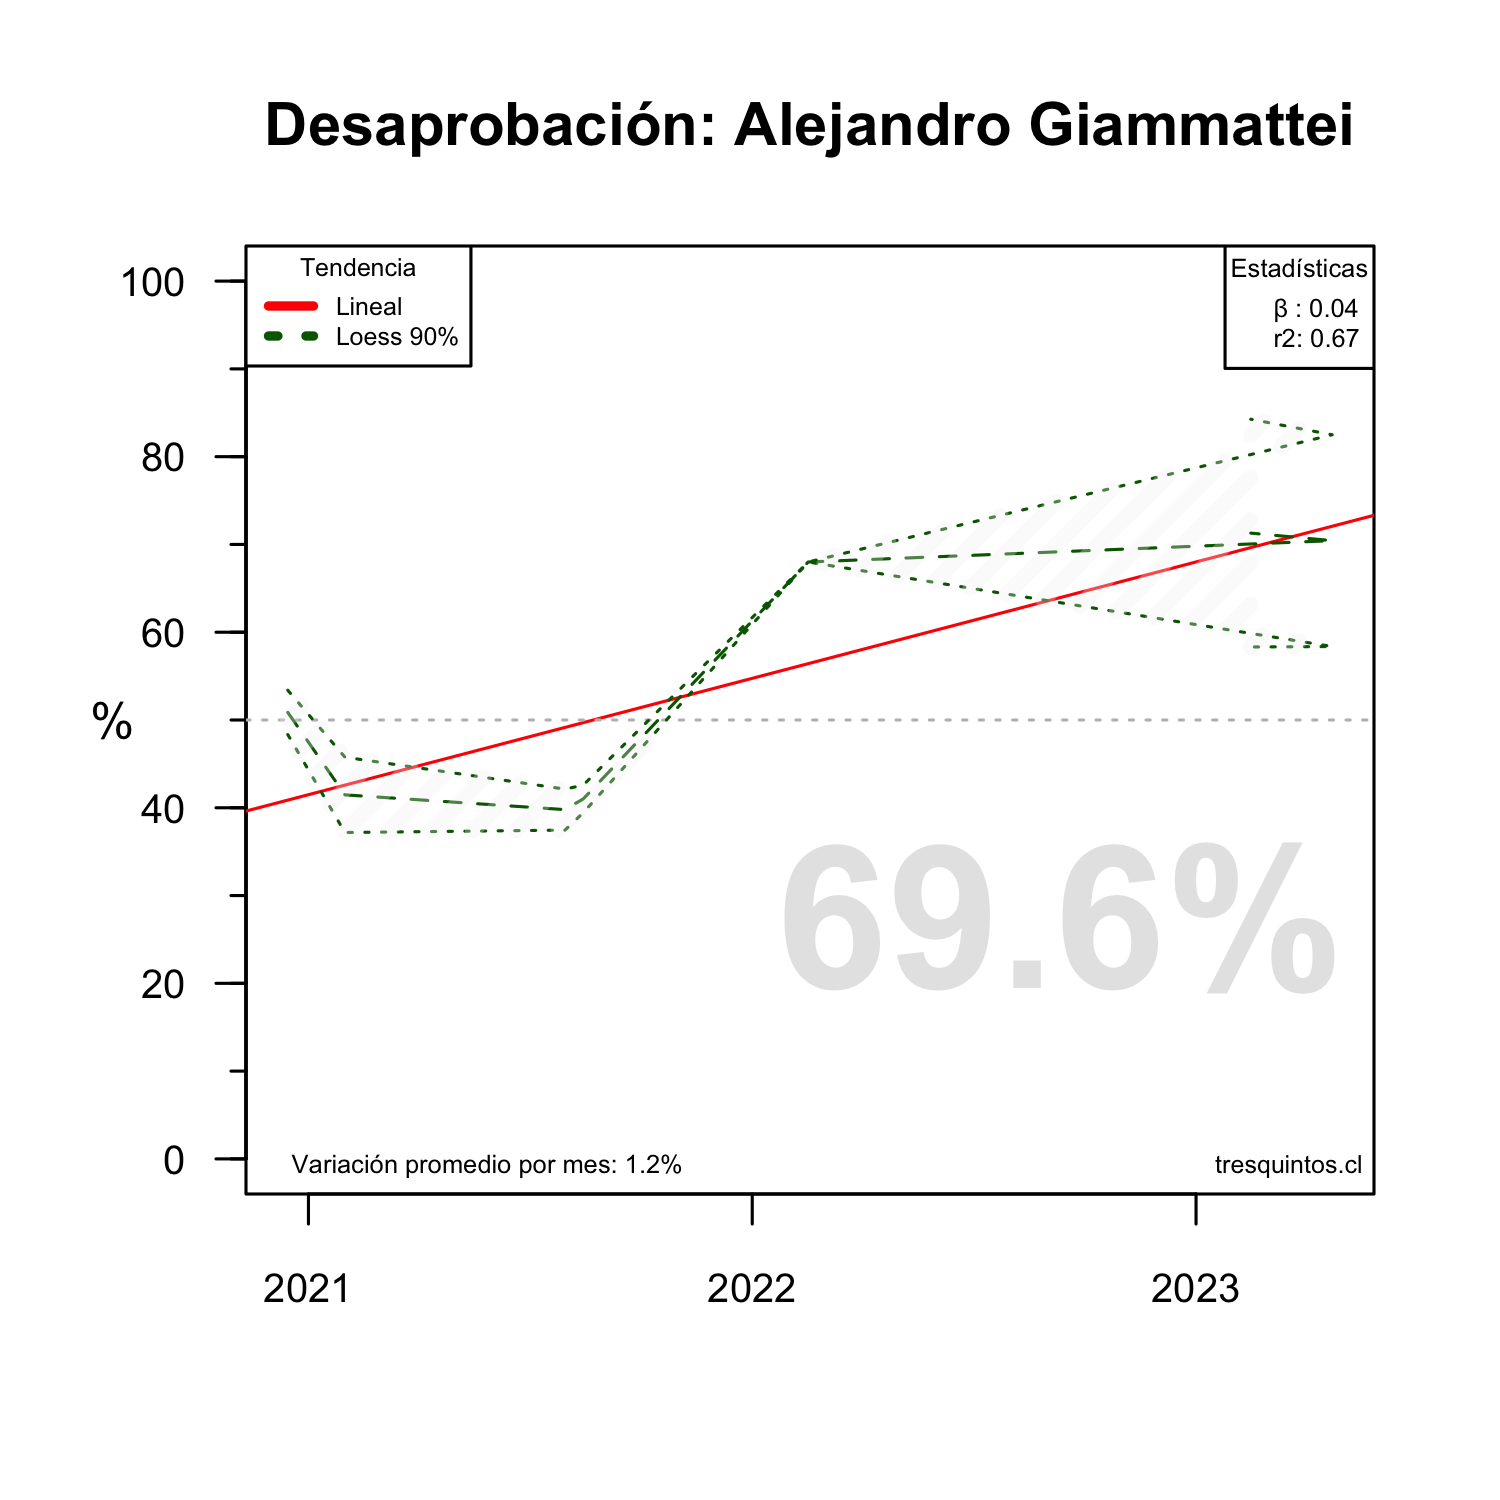 Desaprobación: Alejandro Giammattei
Tendencia
Lineal
Loess 90%
Estadísticas
β : 0.04
r2: 0.67
100
80
60
%
40
20
0
69.6%
Variación promedio por mes: 1.2%
tresquintos.cl
2021
2022
2023